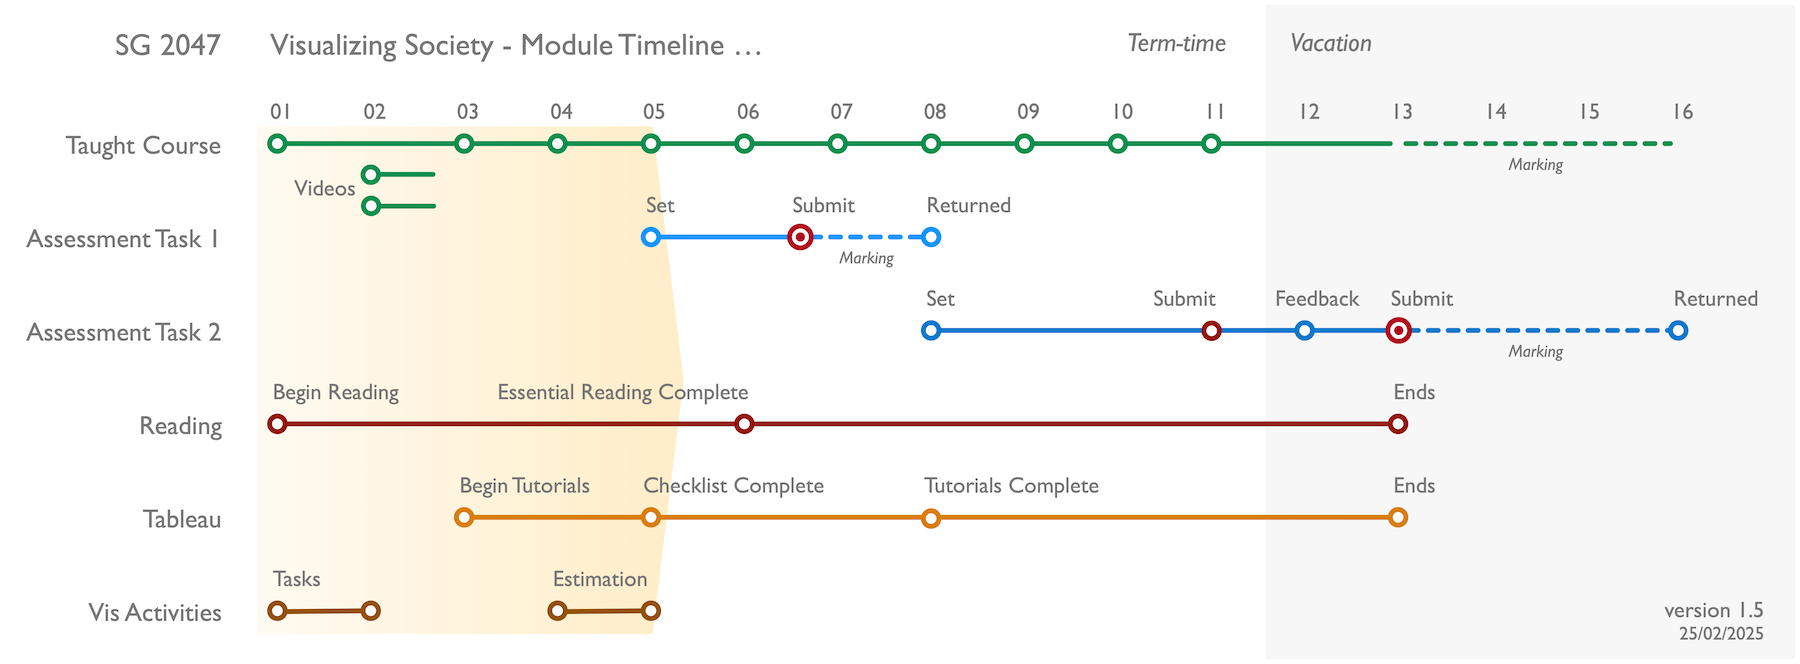 SG 2047 Visualizing Society - Module Timeline … Term-time Vacation
01 02 03 04 05 06 07 08 09 10 11 12 13 14 15 16
Taught Course
Marking
Videos
Set Submit Returned
Assessment Task 1
Marking
Set Submit Feedback Submit Returned
Assessment Task 2
Marking
Begin Reading Essential Reading Complete Ends
Reading
Begin Tutorials Checklist Complete Tutorials Complete Ends
Tableau
Tasks Estimation
Vis Activities
version 1.5
25/02/2025